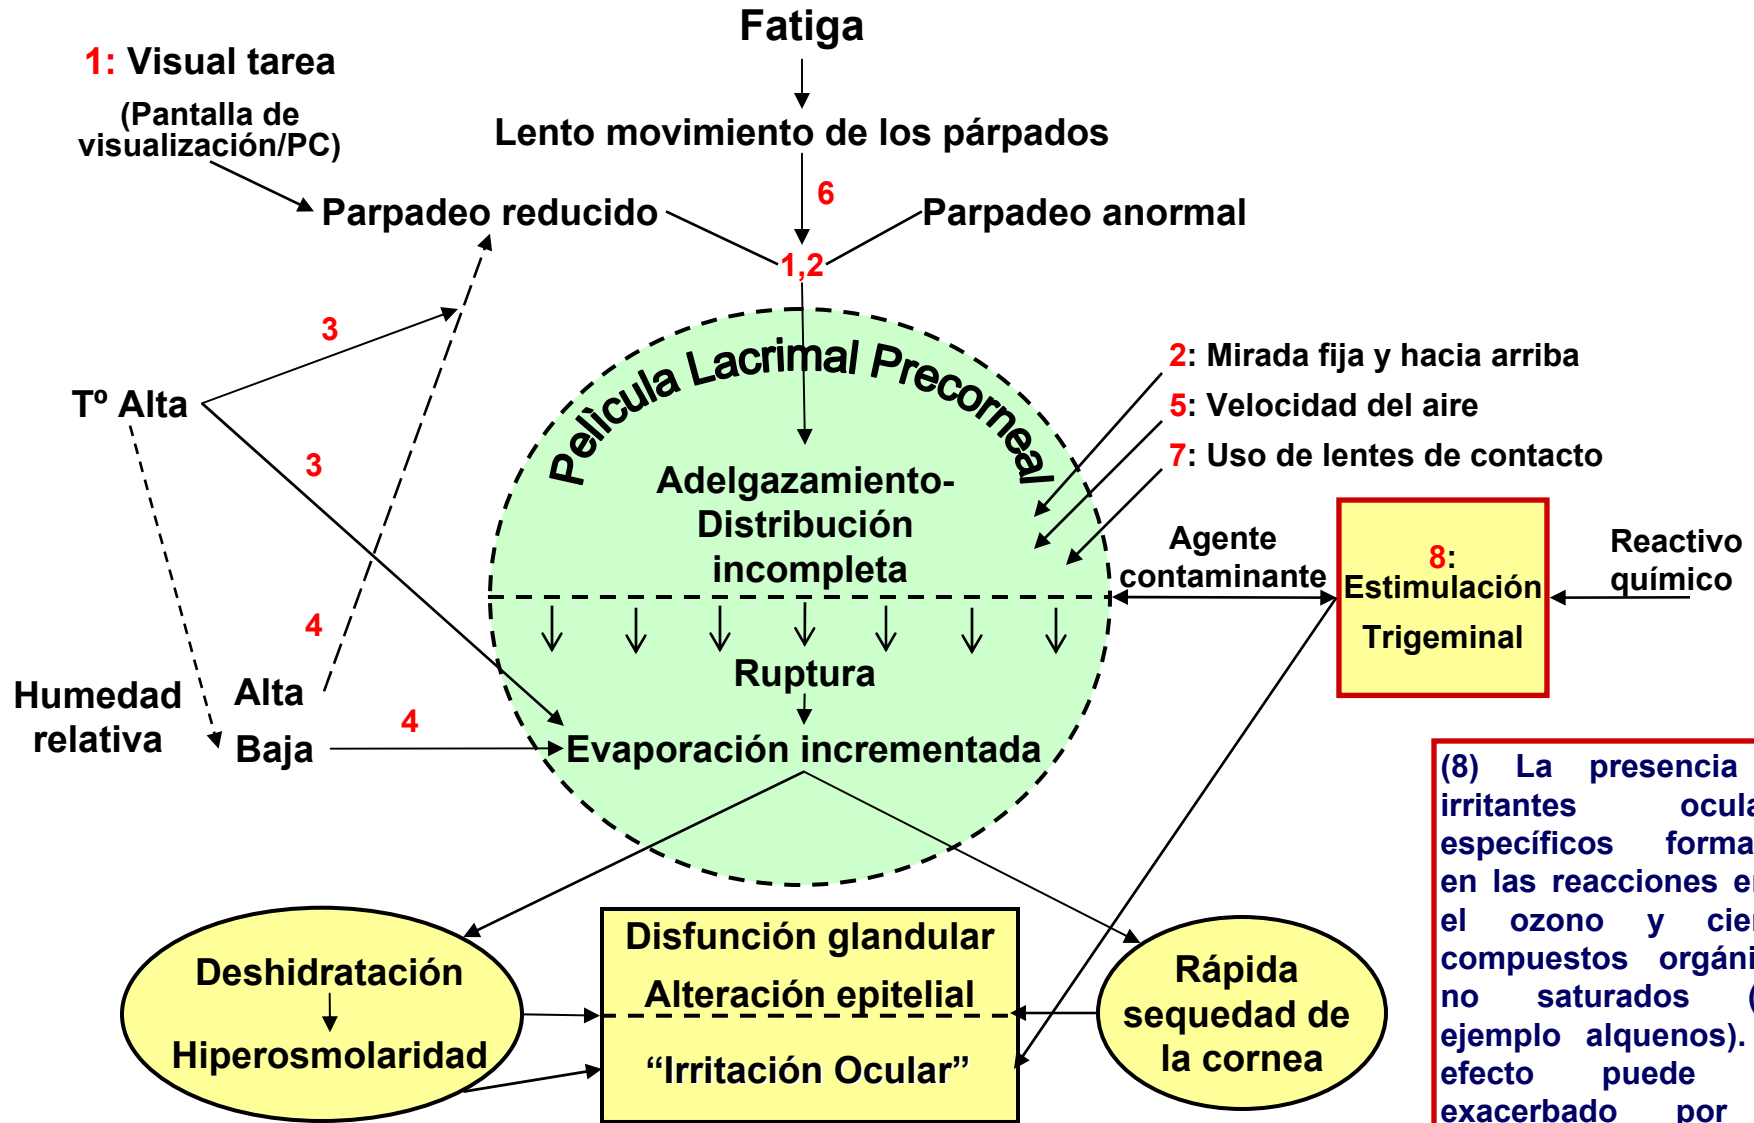 Fatiga
1: Visual tarea
(Pantalla de
visualización/PC)
Lento movimiento de los párpados
6
Parpadeo reducido
Parpadeo anormal
1,2
3
Película Lacrimal Precorneal
2: Mirada fija y hacia arriba
Tº Alta
5: Velocidad del aire
3
7: Uso de lentes de contacto
Adelgazamiento-
Distribución
incompleta
Agente
contaminante
8:
Estimulación
Trigeminal
Reactivo
químico
4
Ruptura
Humedad
relativa
Alta
Baja
4
Evaporación incrementada
(8) La presencia
irritantes
específicos
en las reacciones
el ozono y
compuestos
no saturados
ejemplo alquenos).
efecto puede
exacerbado por
Disfunción glandular
Alteración epitelial
“Irritación Ocular”
Deshidratación
Hiperosmolaridad
Rápida
sequedad de
la cornea